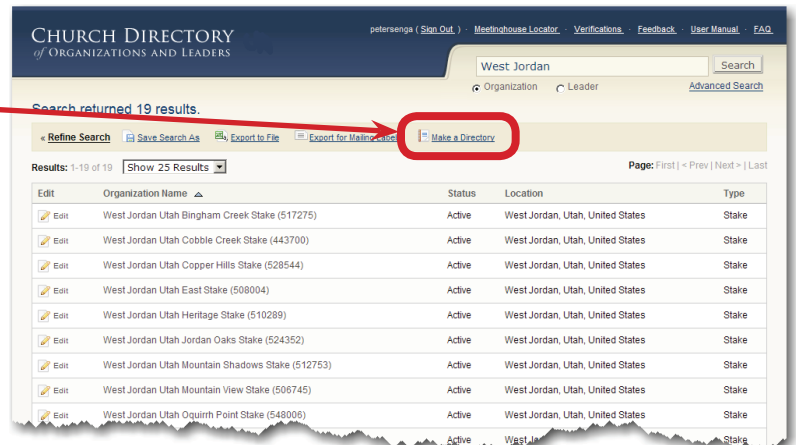 CHURCH DIRECTORY
of ORGANIZATIONS AND LEADERS
petersenga ( Sign Out ) · Meetinghouse Locator · Verifications · Feedback · User Manual · FAQ
West Jordan Search
Organization Leader Advanced Search
Search returned 19 results.
« Refine Search Save Search As Export to File Export for Mailing Label Make a Directory
Results: 1-19 of 19 Show 25 Results Page: First | < Prev | Next > | Last
Edit Organization Name Status Location Type
Edit West Jordan Utah Bingham Creek Stake (517275) Active West Jordan, Utah, United States Stake
Edit West Jordan Utah Cobble Creek Stake (443700) Active West Jordan, Utah, United States Stake
Edit West Jordan Utah Copper Hills Stake (528544) Active West Jordan, Utah, United States Stake
Edit West Jordan Utah East Stake (508004) Active West Jordan, Utah, United States Stake
Edit West Jordan Utah Heritage Stake (510289) Active West Jordan, Utah, United States Stake
Edit West Jordan Utah Jordan Oaks Stake (524352) Active West Jordan, Utah, United States Stake
Edit West Jordan Utah Mountain Shadows Stake (512753) Active West Jordan, Utah, United States Stake
Edit West Jordan Utah Mountain View Stake (506745) Active West Jordan, Utah, United States Stake
Edit West Jordan Utah Oquirrh Point Stake (548006) Active West Jordan, Utah, United States Stake
Active West Stake